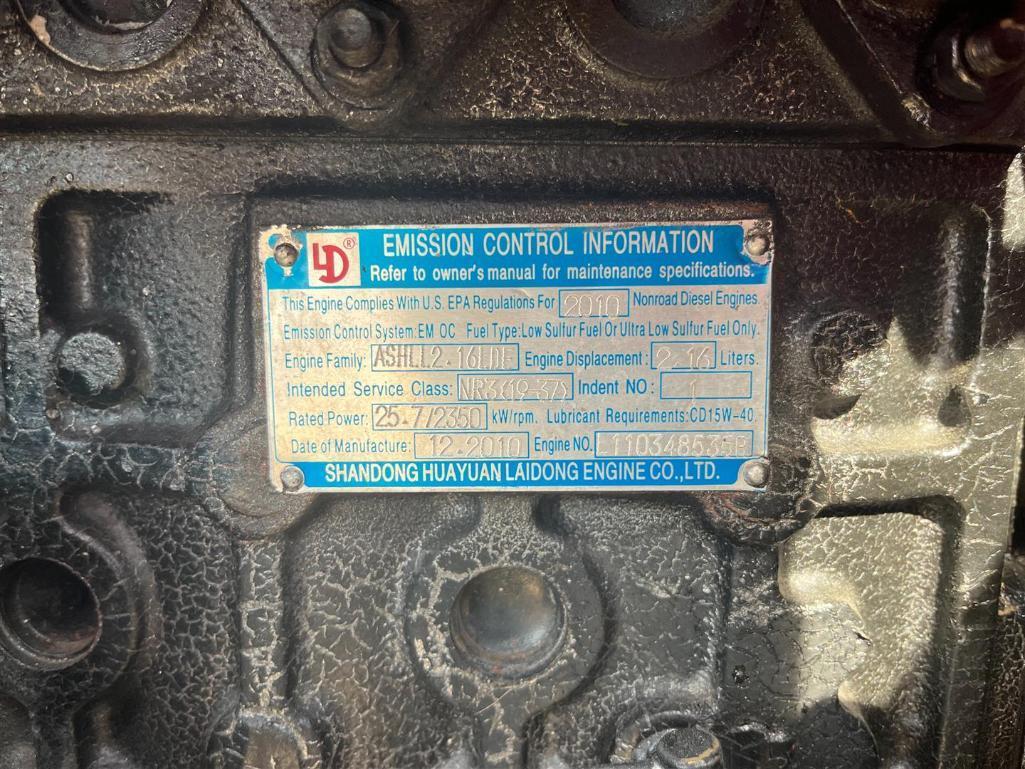 LD ® EMISSION CONTROL INFORMATION
Refer to owner's manual for maintenance specifications.
This Engine Complies With U.S. EPA Regulations For 2010 Nonroad Diesel Engines.
Emission Control System: EM OC Fuel Type: Low Sulfur Fuel Or Ultra Low Sulfur Fuel Only.
Engine Family: Engine Displacement: 2.16 Liters.
Intended Service Class: NR3(19-37) Indent NO: 1
Rated Power: 25.7/2350 kW/rpm. Lubricant Requirements: CD15W-40
Date of Manufacture: 12.2010 Engine NO.
SHANDONG HUAYUAN LAIDONG ENGINE CO., LTD.